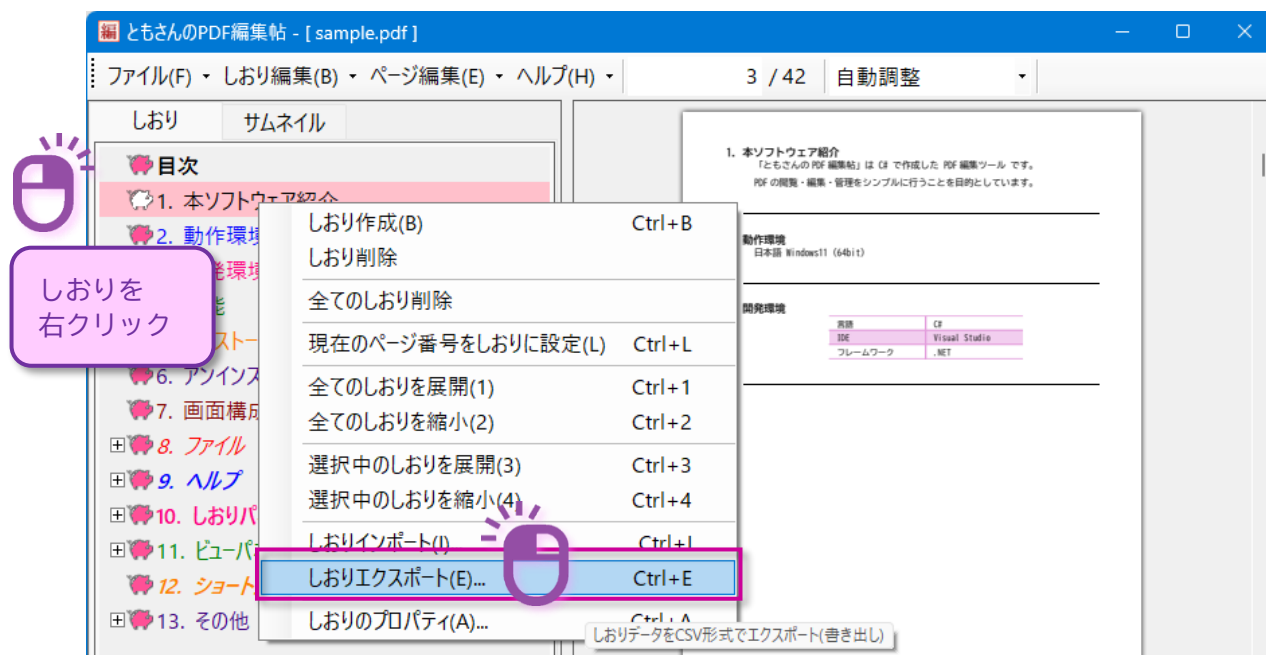 編 ともさんのPDF編集帖 - [ sample.pdf ]
ファイル(F) しおり編集(B) ページ編集(E) ヘルプ(H) 3 / 42 自動調整
しおり サムネイル
目次
1. 本ソフトウェア紹介
2. 動作環境
発環境
6. アンインス
7. 画面構成
8. ファイル
9. ヘルプ
10. しおりパ
11. ビューパ
12. ショート
13. その他
しおりを
右クリック
しおり作成(B) Ctrl+B
しおり削除
全てのしおり削除
現在のページ番号をしおりに設定(L) Ctrl+L
全てのしおりを展開(1) Ctrl+1
全てのしおりを縮小(2) Ctrl+2
選択中のしおりを展開(3) Ctrl+3
選択中のしおりを縮小(4) Ctrl+4
しおりインポート(I) Ctrl+I
しおりエクスポート(E)... Ctrl+E
しおりのプロパティ(A)... Ctrl+A
しおりデータをCSV形式でエクスポート(書き出し)
1. 本ソフトウェア紹介
「ともさんの PDF 編集帖」は C# で作成した PDF 編集ツール です。
PDF の閲覧・編集・管理をシンプルに行うことを目的としています。
動作環境
日本語 Windows11 (64bit)
開発環境
言語 C#
IDE Visual Studio
フレームワーク .NET